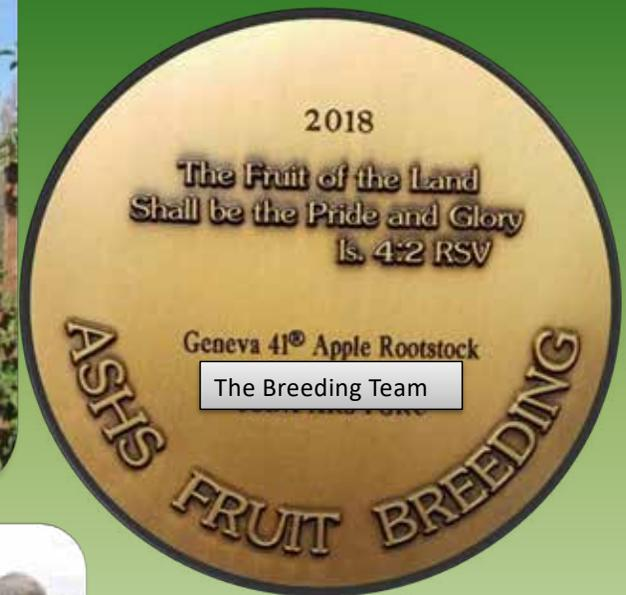 2018
The Fruit of the Land
Shall be the Pride and Glory
Is. 4:2 RSV
Geneva 41® Apple Rootstock
The Breeding Team
ASHS FRUIT BREEDING